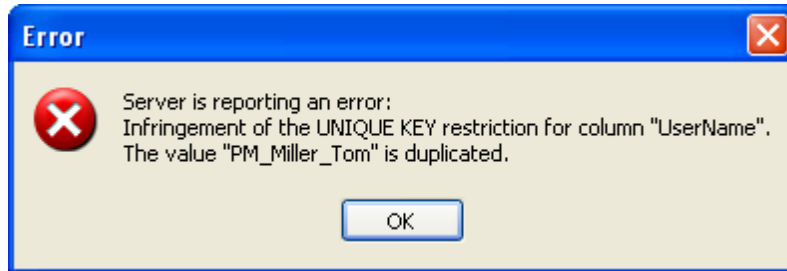 Error
Server is reporting an error:
Infringement of the UNIQUE KEY restriction for column "UserName".
The value "PM_Miller_Tom" is duplicated.
OK